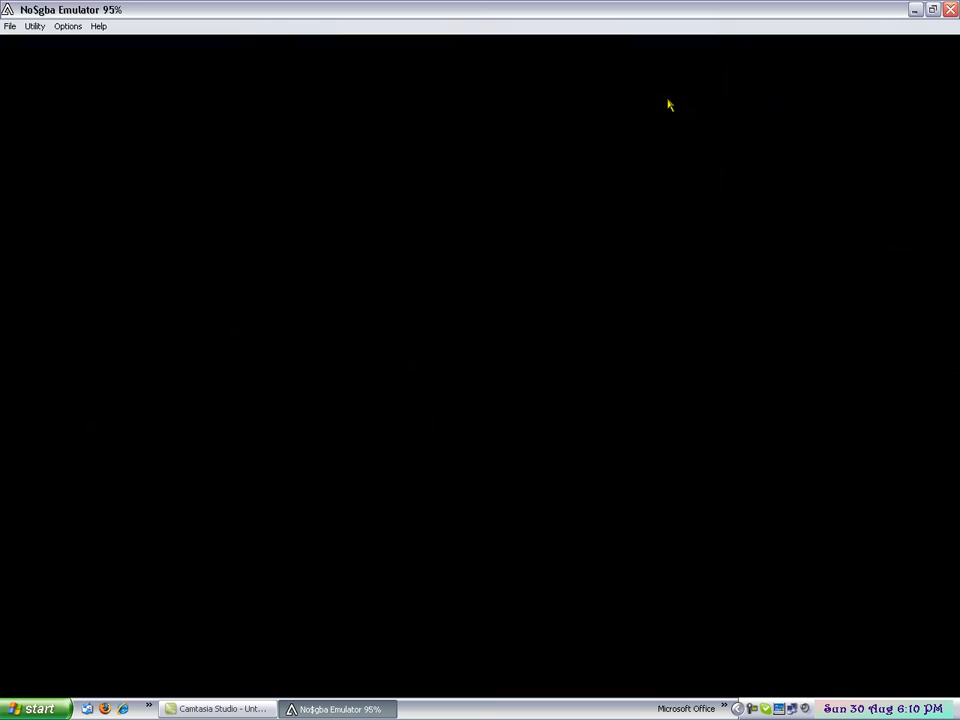 No$gba Emulator 95%
File Utility Options Help
start » Camtasia Studio - Unt... No$gba Emulator 95% Microsoft Office » Sun 30 Aug 6:10 PM